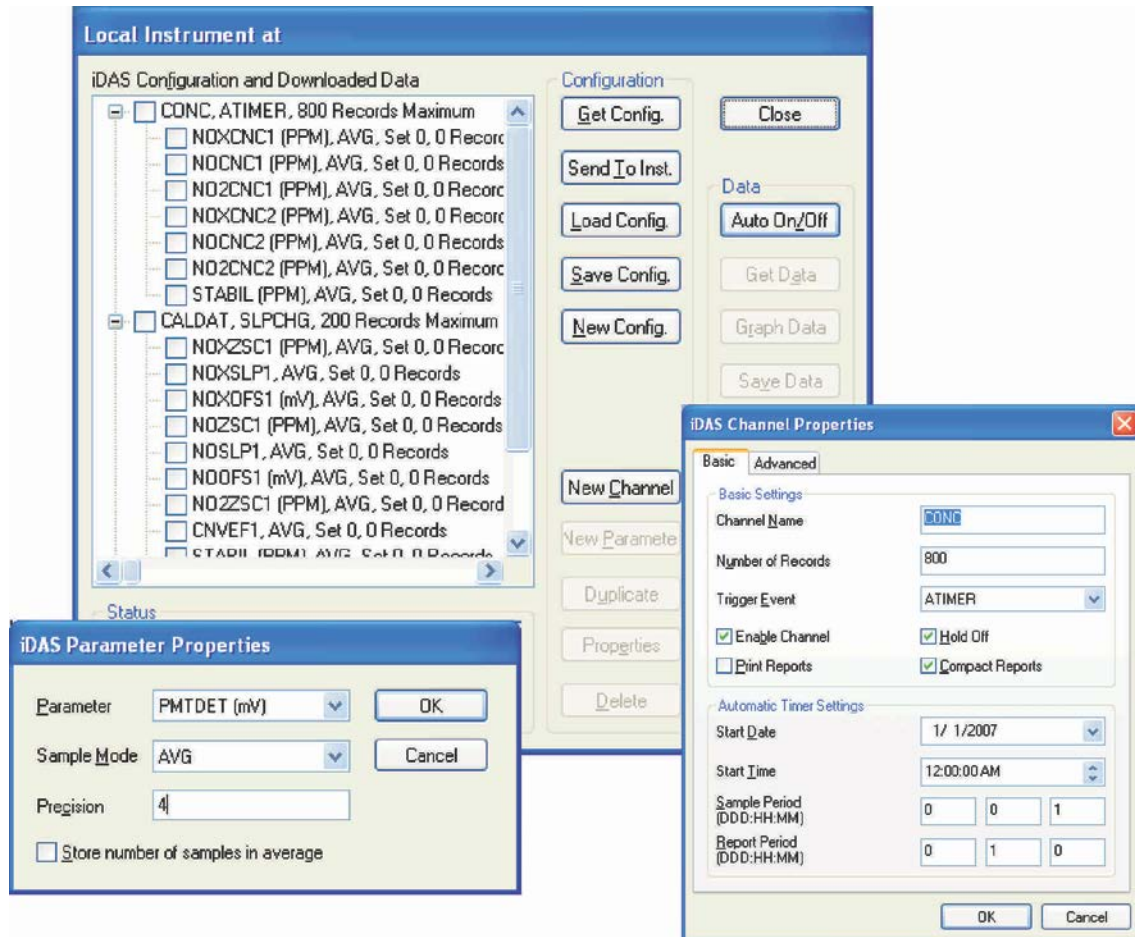 Local Instrument at
iDAS Configuration and Downloaded Data
CONC, ATIMER, 800 Records Maximum
NOXCNC1 (PPM), AVG, Set 0, 0 Record
NOCNC1 (PPM), AVG, Set 0, 0 Records
NO2CNC1 (PPM), AVG, Set 0, 0 Record
NOXCNC2 (PPM), AVG, Set 0, 0 Record
NOCNC2 (PPM), AVG, Set 0, 0 Records
NO2CNC2 (PPM), AVG, Set 0, 0 Record
STABIL (PPM), AVG, Set 0, 0 Records
CALDAT, SLPCHG, 200 Records Maximum
NOXZSC1 (PPM), AVG, Set 0, 0 Record
NOXSLP1, AVG, Set 0, 0 Records
NOXOFS1 (mV), AVG, Set 0, 0 Records
NOZSC1 (PPM), AVG, Set 0, 0 Records
NOSLP1, AVG, Set 0, 0 Records
NOOFS1 (mV), AVG, Set 0, 0 Records
NO2ZSC1 (PPM), AVG, Set 0, 0 Record
CNVEF1, AVG, Set 0, 0 Records
STABIL (PPM), AVG, Set 0, 0 Records
Status
Configuration
Get Config.
Send To Inst.
Load Config.
Save Config.
New Config.
New Channel
New Paramete
Duplicate
Properties
Delete
Close
Data
Auto On/Off
Get Data
Graph Data
Save Data
iDAS Parameter Properties
Parameter PMTDET (mV) OK
Sample Mode AVG Cancel
Precision 4
Store number of samples in average
iDAS Channel Properties
Basic Advanced
Basic Settings
Channel Name CONC
Number of Records 800
Trigger Event ATIMER
Enable Channel Hold Off
Print Reports Compact Reports
Automatic Timer Settings
Start Date 1/ 1/2007
Start Time 12:00:00 AM
Sample Period
(DDD:HH:MM) 0 0 1
Report Period
(DDD:HH:MM) 0 1 0
OK Cancel